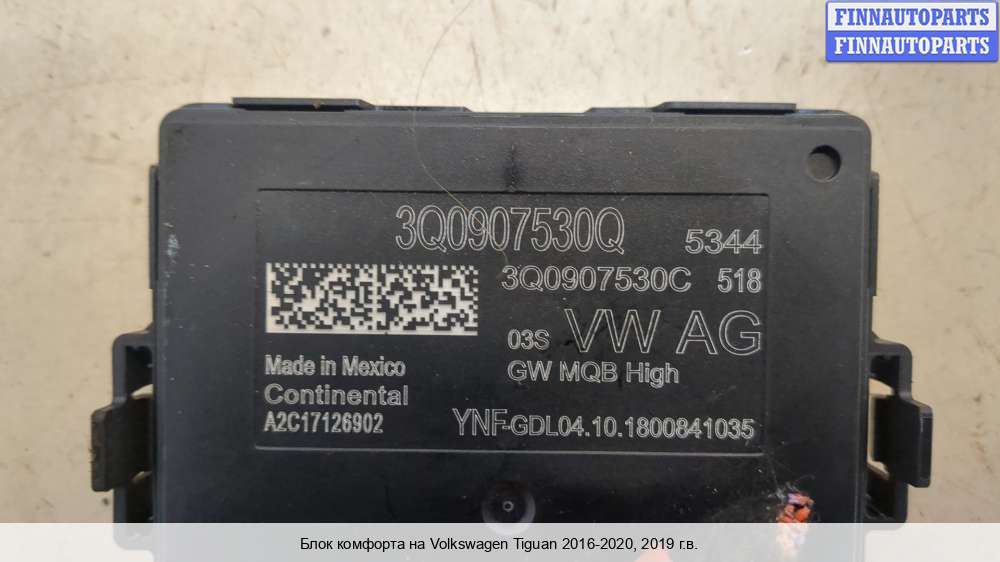 FINNAUTOPARTS
FINNAUTOPARTS
3Q0907530Q 5344
3Q0907530C 518
03S VW AG
Made in Mexico GW MQB High
Continental
A2C17126902 YNF-GDL04.10.1800841035
Блок комфорта на Volkswagen Tiguan 2016-2020, 2019 г.в.